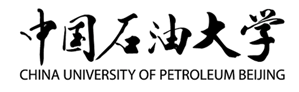 中国石油大学
CHINA UNIVERSITY OF PETROLEUM BEIJING